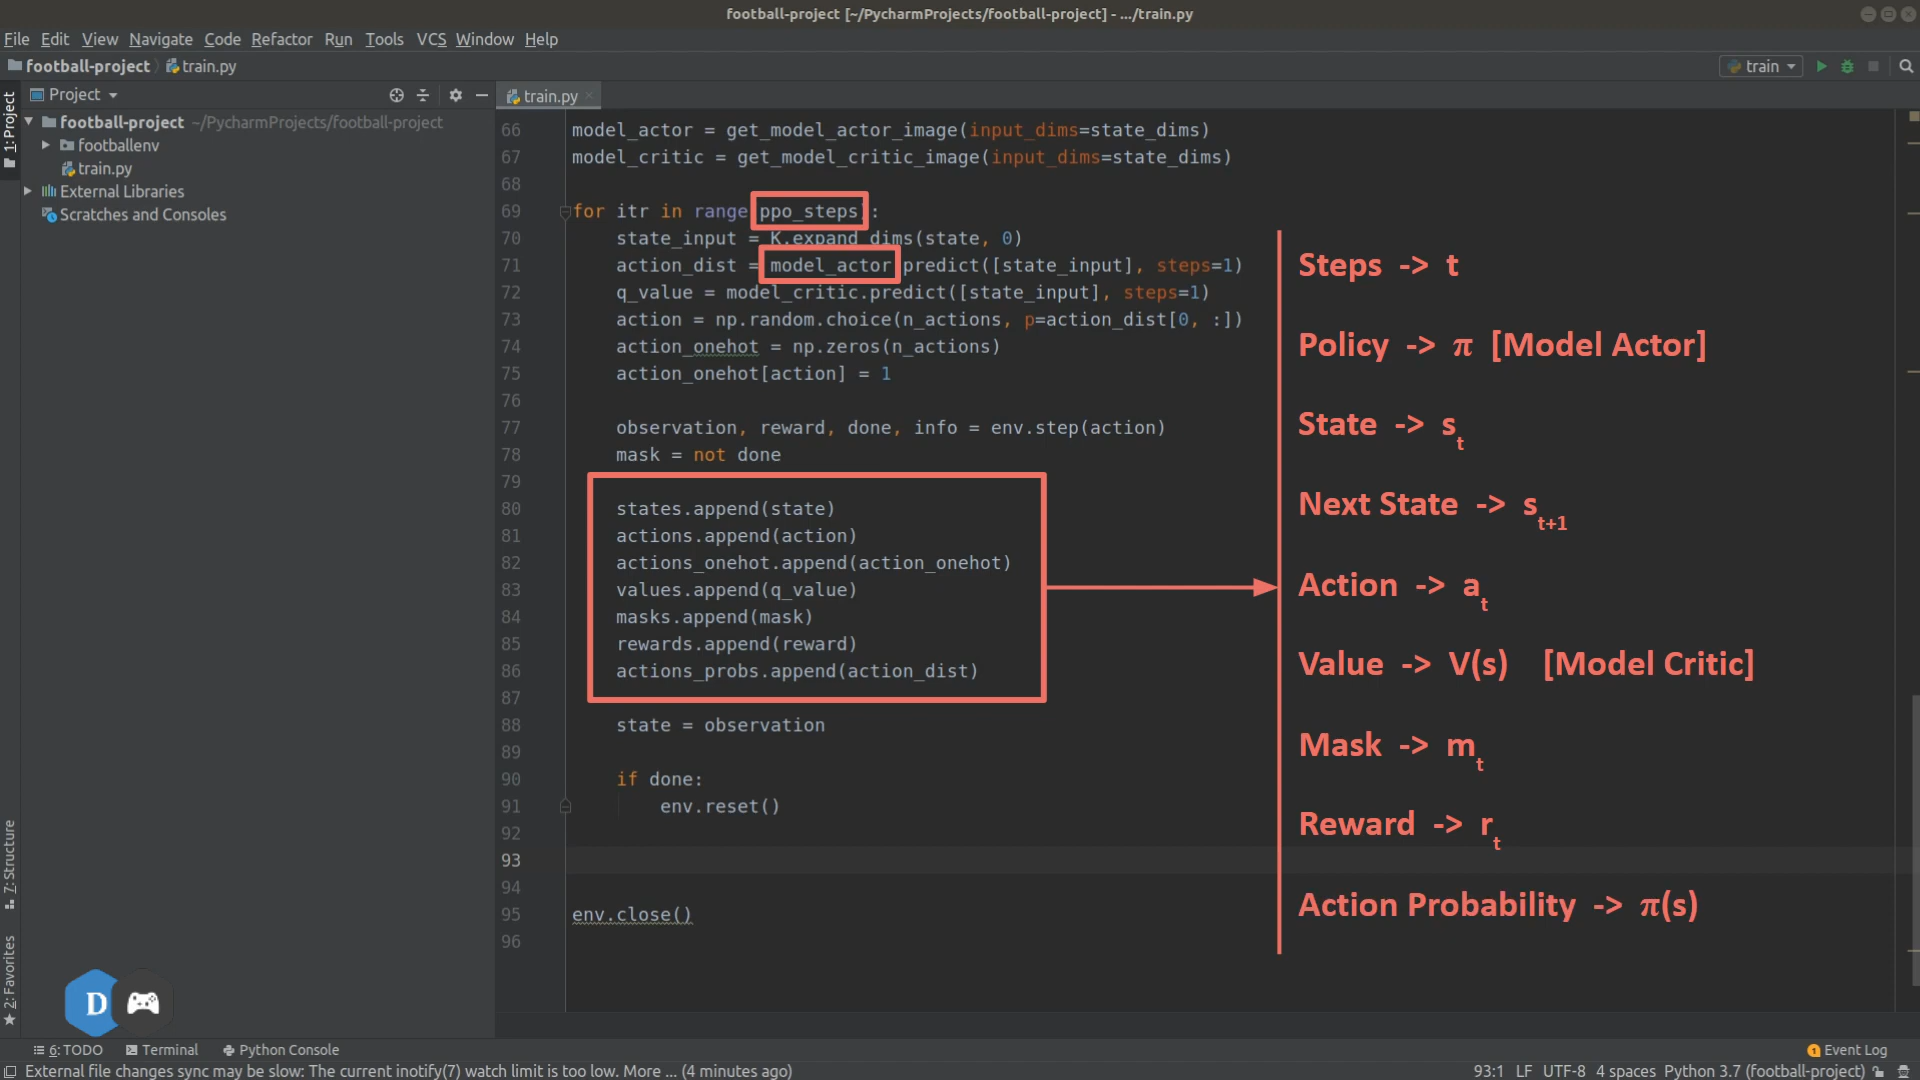 football-project [~/PycharmProjects/football-project] - .../train.py
File Edit View Navigate Code Refactor Run Tools VCS Window Help
football-project train.py
train
Project
train.py
1: Project
football-project ~/PycharmProjects/football-project
footballenv
train.py
External Libraries
Scratches and Consoles
66 model_actor = get_model_actor_image(input_dims=state_dims)
67 model_critic = get_model_critic_image(input_dims=state_dims)
68
69 for itr in range(ppo_steps):
70 state_input = K.expand_dims(state, 0)
71 action_dist = model_actor.predict([state_input], steps=1)
72 q_value = model_critic.predict([state_input], steps=1)
73 action = np.random.choice(n_actions, p=action_dist[0, :])
74 action_onehot = np.zeros(n_actions)
75 action_onehot[action] = 1
76
77 observation, reward, done, info = env.step(action)
78 mask = not done
79
80 states.append(state)
81 actions.append(action)
82 actions_onehot.append(action_onehot)
83 values.append(q_value)
84 masks.append(mask)
85 rewards.append(reward)
86 actions_probs.append(action_dist)
87
88 state = observation
89
90 if done:
91 env.reset()
92
93
94
95 env.close()
96
Steps -> t
Policy -> π [Model Actor]
State -> s_t
Next State -> s_t+1
Action -> a_t
Value -> V(s) [Model Critic]
Mask -> m_t
Reward -> r_t
Action Probability -> π(s)
7: Structure
2: Favorites
D
6: TODO Terminal Python Console
1 Event Log
External file changes sync may be slow: The current inotify(7) watch limit is too low. More ... (4 minutes ago)
93:1 LF UTF-8 4 spaces Python 3.7 (football-project)